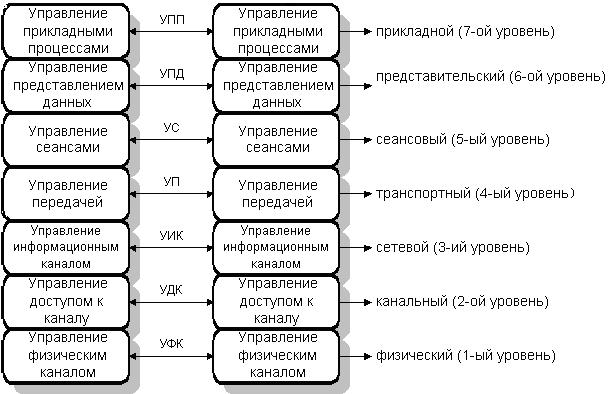 Управление
прикладными
процессами
УПП
Управление
прикладными
процессами
прикладной (7-ой уровень)
Управление
представлением
данных
УПД
Управление
представлением
данных
представительский (6-ой уровень)
Управление
сеансами
УС
Управление
сеансами
сеансовый (5-ый уровень)
Управление
передачей
УП
Управление
передачей
транспортный (4-ый уровень)
Управление
информационным
каналом
УИК
Управление
информационным
каналом
сетевой (3-ий уровень)
Управление
доступом к
каналу
УДК
Управление
доступом к
каналу
канальный (2-ой уровень)
Управление
физическим
каналом
УФК
Управление
физическим
каналом
физический (1-ый уровень)